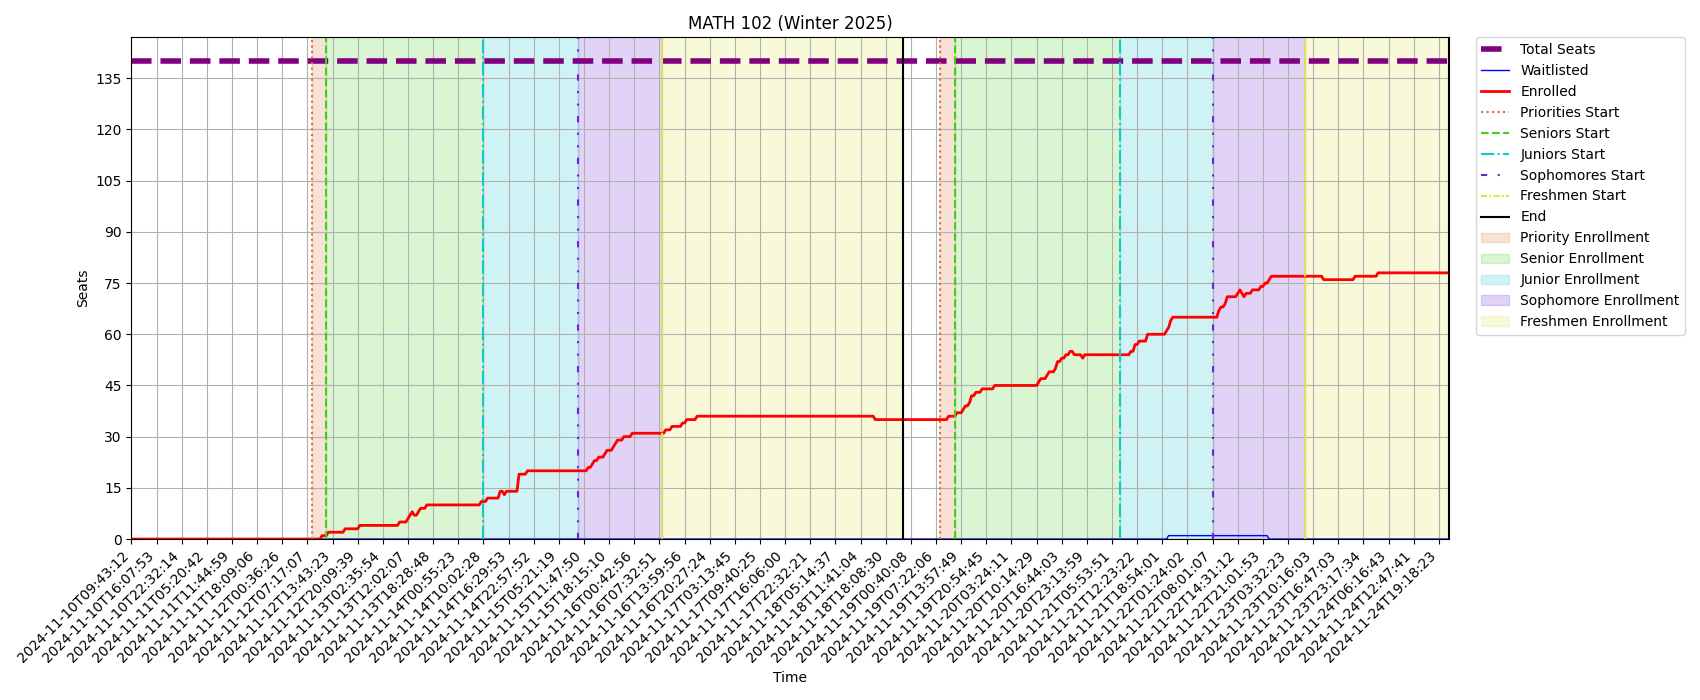 MATH 102 (Winter 2025)
Seats
135
120
105
90
75
60
45
30
15
0
2024-11-10T09:43:12
2024-11-10T16:07:53
2024-11-10T22:32:14
2024-11-11T05:20:42
2024-11-11T11:44:59
2024-11-11T18:09:06
2024-11-12T00:36:26
2024-11-12T07:17:07
2024-11-12T13:43:23
2024-11-12T20:09:39
2024-11-13T02:35:54
2024-11-13T12:02:07
2024-11-13T18:28:48
2024-11-14T00:55:23
2024-11-14T10:02:28
2024-11-14T16:29:53
2024-11-14T22:57:52
2024-11-15T05:21:19
2024-11-15T11:47:50
2024-11-15T18:15:10
2024-11-16T00:42:56
2024-11-16T07:32:51
2024-11-16T13:59:56
2024-11-16T20:27:24
2024-11-17T03:13:45
2024-11-17T09:40:25
2024-11-17T16:06:00
2024-11-17T22:32:21
2024-11-18T05:14:37
2024-11-18T11:41:04
2024-11-18T18:08:30
2024-11-19T00:40:08
2024-11-19T07:22:06
2024-11-19T13:57:49
2024-11-19T20:54:45
2024-11-20T03:24:11
2024-11-20T10:14:29
2024-11-20T16:44:03
2024-11-20T23:13:59
2024-11-21T05:53:51
2024-11-21T12:23:22
2024-11-21T18:54:01
2024-11-22T01:24:02
2024-11-22T08:01:07
2024-11-22T14:31:12
2024-11-22T21:01:53
2024-11-23T03:32:23
2024-11-23T10:16:03
2024-11-23T16:47:03
2024-11-23T23:17:34
2024-11-24T06:16:43
2024-11-24T12:47:41
2024-11-24T19:18:23
Time
Total Seats
Waitlisted
Enrolled
Priorities Start
Seniors Start
Juniors Start
Sophomores Start
Freshmen Start
End
Priority Enrollment
Senior Enrollment
Junior Enrollment
Sophomore Enrollment
Freshmen Enrollment